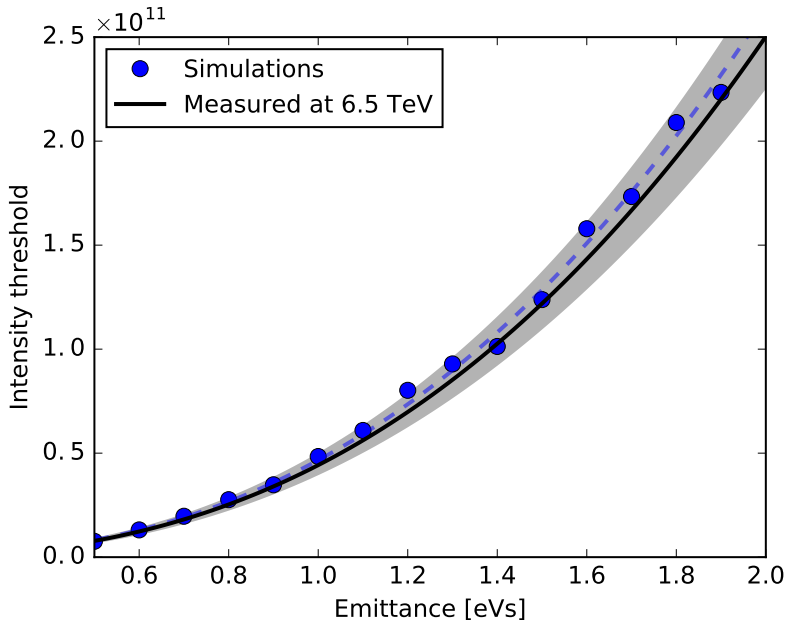 ×10¹¹
2.5
2.0
1.5
1.0
0.5
0.0
Intensity threshold
Simulations
Measured at 6.5 TeV
0.6 0.8 1.0 1.2 1.4 1.6 1.8 2.0
Emittance [eVs]